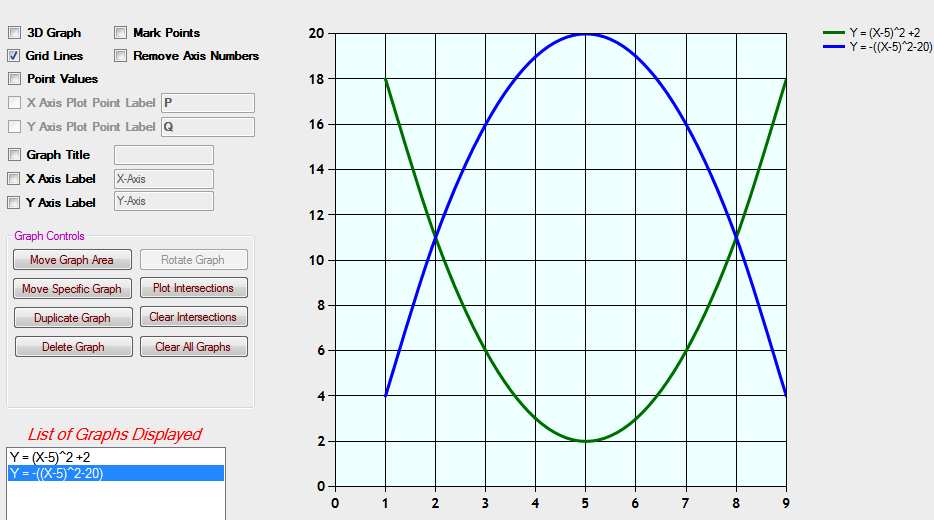 3D Graph
Mark Points
Grid Lines
Remove Axis Numbers
Point Values
X Axis Plot Point Label P
Y Axis Plot Point Label Q
Graph Title
X Axis Label X-Axis
Y Axis Label Y-Axis
Graph Controls
Move Graph Area
Rotate Graph
Move Specific Graph
Plot Intersections
Duplicate Graph
Clear Intersections
Delete Graph
Clear All Graphs
List of Graphs Displayed
Y = (X-5)^2 +2
Y = -((X-5)^2-20)
20
18
16
14
12
10
8
6
4
2
0
0 1 2 3 4 5 6 7 8 9
Y = (X-5)^2 +2
Y = -((X-5)^2-20)